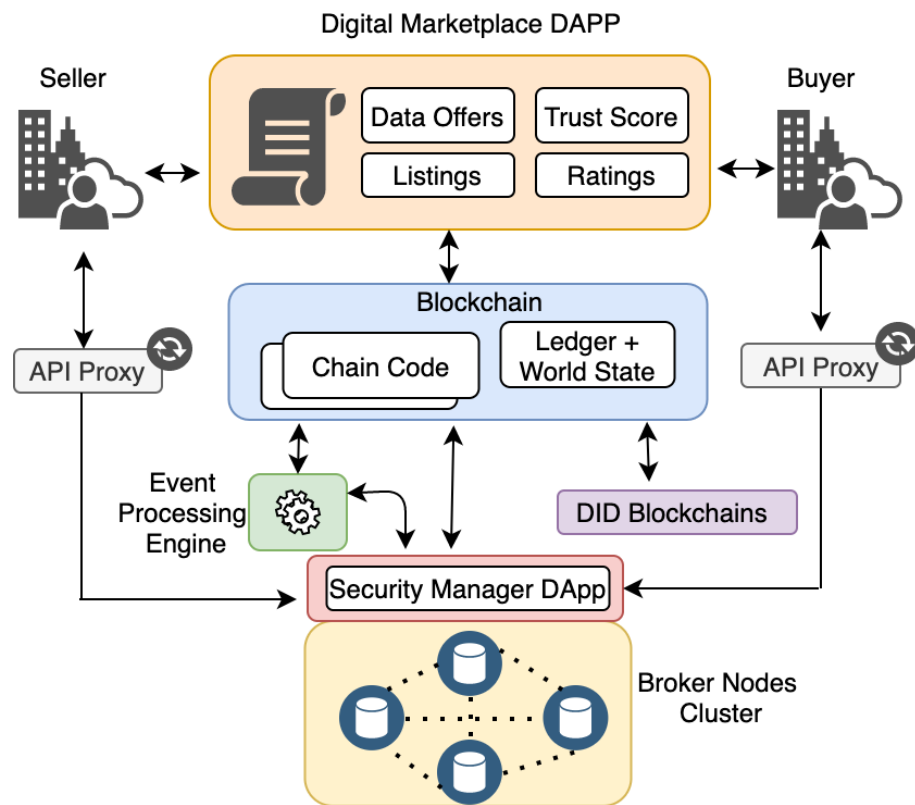 Digital Marketplace DAPP
Seller
Buyer
Data Offers
Trust Score
Listings
Ratings
Blockchain
Chain Code
Ledger +
World State
API Proxy
API Proxy
Event
Processing
Engine
DID Blockchains
Security Manager DApp
Broker Nodes
Cluster